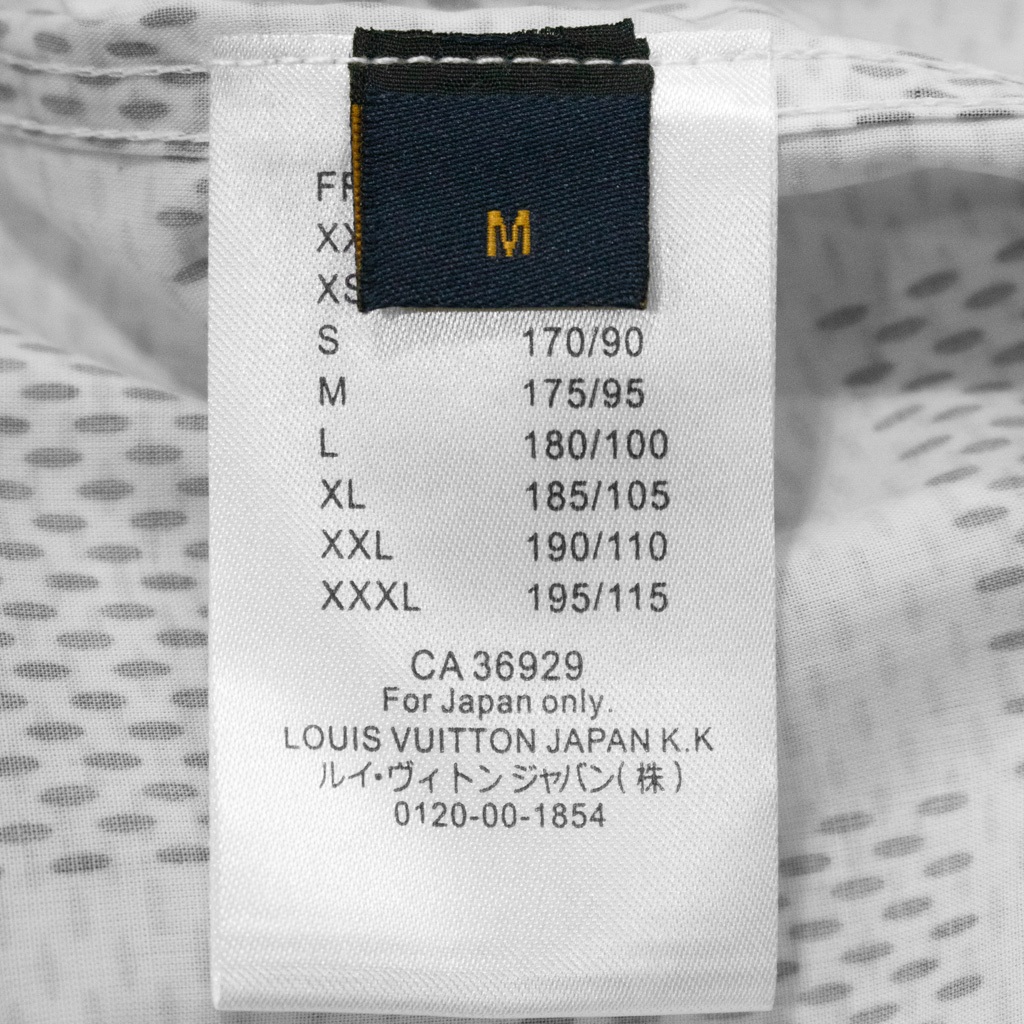 M
S 170/90
M 175/95
L 180/100
XL 185/105
XXL 190/110
XXXL 195/115
CA 36929
For Japan only.
LOUIS VUITTON JAPAN K.K
ルイ・ヴィトンジャパン(株)
0120-00-1854